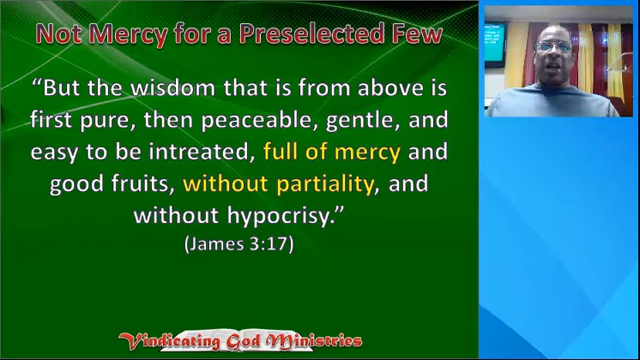 Not Mercy for a Preselected Few
“But the wisdom that is from above is
first pure, then peaceable, gentle, and
easy to be intreated, full of mercy and
good fruits, without partiality, and
without hypocrisy.”
(James 3:17)
Vindicating God Ministries